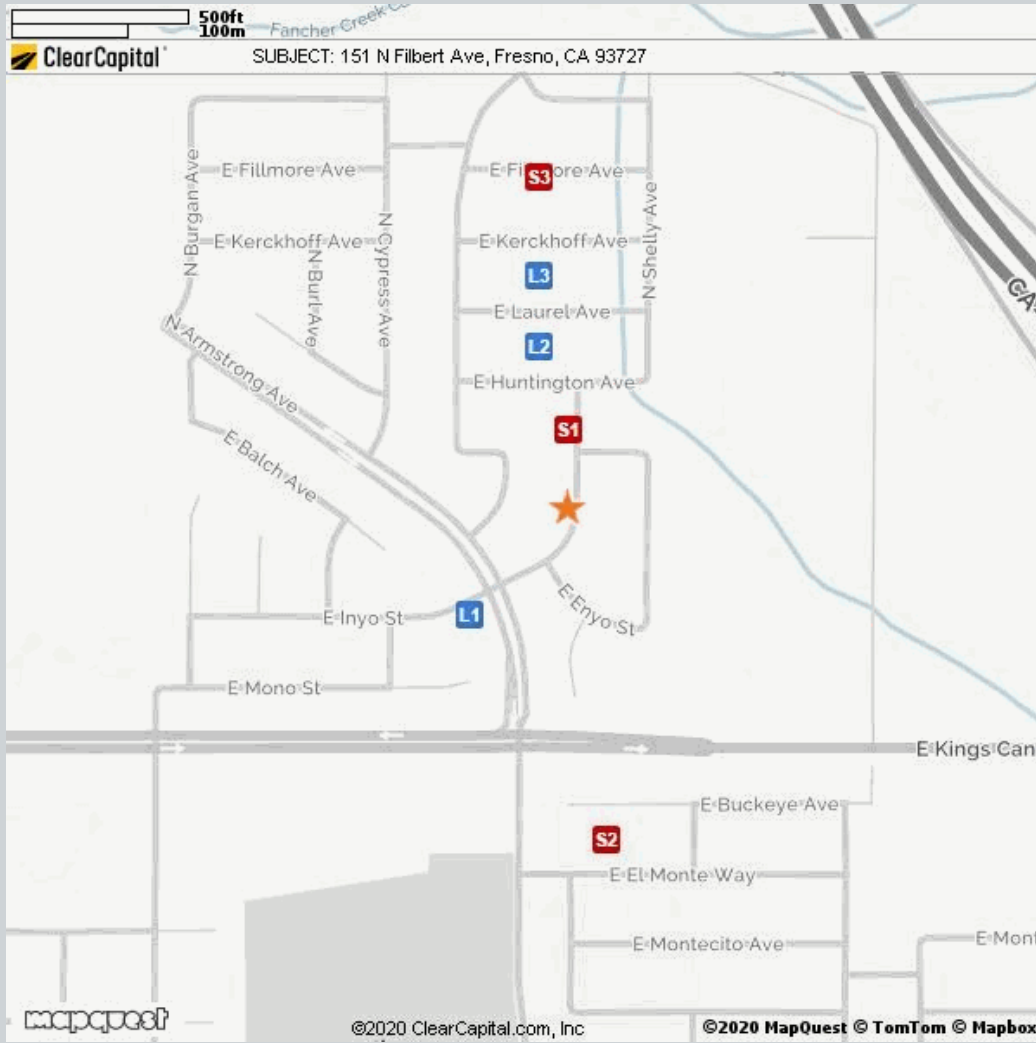 500ft
100m
Fancher Creek C
ClearCapital
SUBJECT: 151 N Filbert Ave, Fresno, CA 93727
N Burgan Ave
E Fillmore Ave
N Cypress Ave
E Fi ore Ave
S3
E Kerckhoff Ave
N Burl Ave
E Kerckhoff Ave
N Shelly Ave
L3
CA
E Laurel Ave
N Armstrong Ave
L2
E Huntington Ave
S1
E Balch Ave
E Enyo St
L1
E Inyo St
E Mono St
E Kings Can
E Buckeye Ave
S2
E El Monte Way
E Montecito Ave
E Mont
mapquest
©2020 ClearCapital.com, Inc
©2020 MapQuest © TomTom © Mapbox